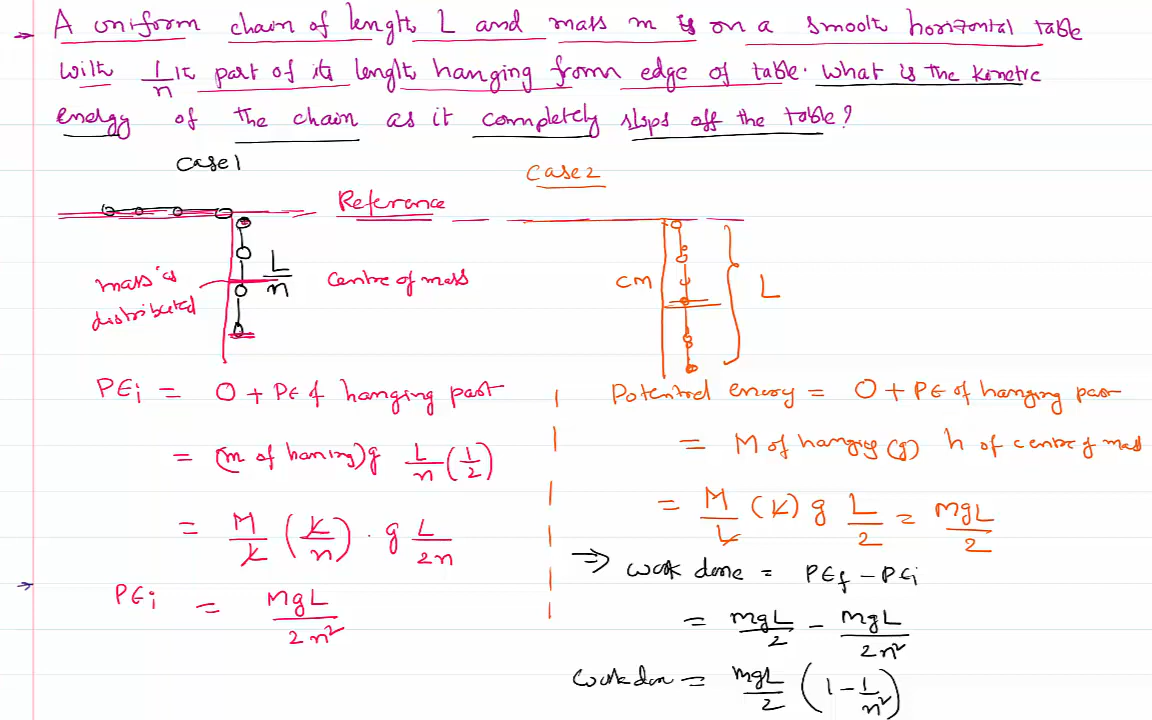 A uniform chain of length L and mass m is on a smooth horizontal table
with 1/n th part of its length hanging from edge of table. What is the kinetic
energy of the chain as it completely slips off the table?
Case 1
Case 2
Reference
L/n
mass is distributed
Centre of mass
cm
L
PEi = 0 + PE of hanging part
= (m of haning)g L/n (1/2)
= M/L (L/n) · g L/2n
PEi = MgL/2n²
Potential energy = 0 + PE of hanging part
= M of hanging (g) h of centre of mass
= M/L (L) g L/2 = MgL/2
⇒ work done = PEf - PEi
= mgL/2 - MgL/2n²
work don = mgL/2 (1 - 1/n²)